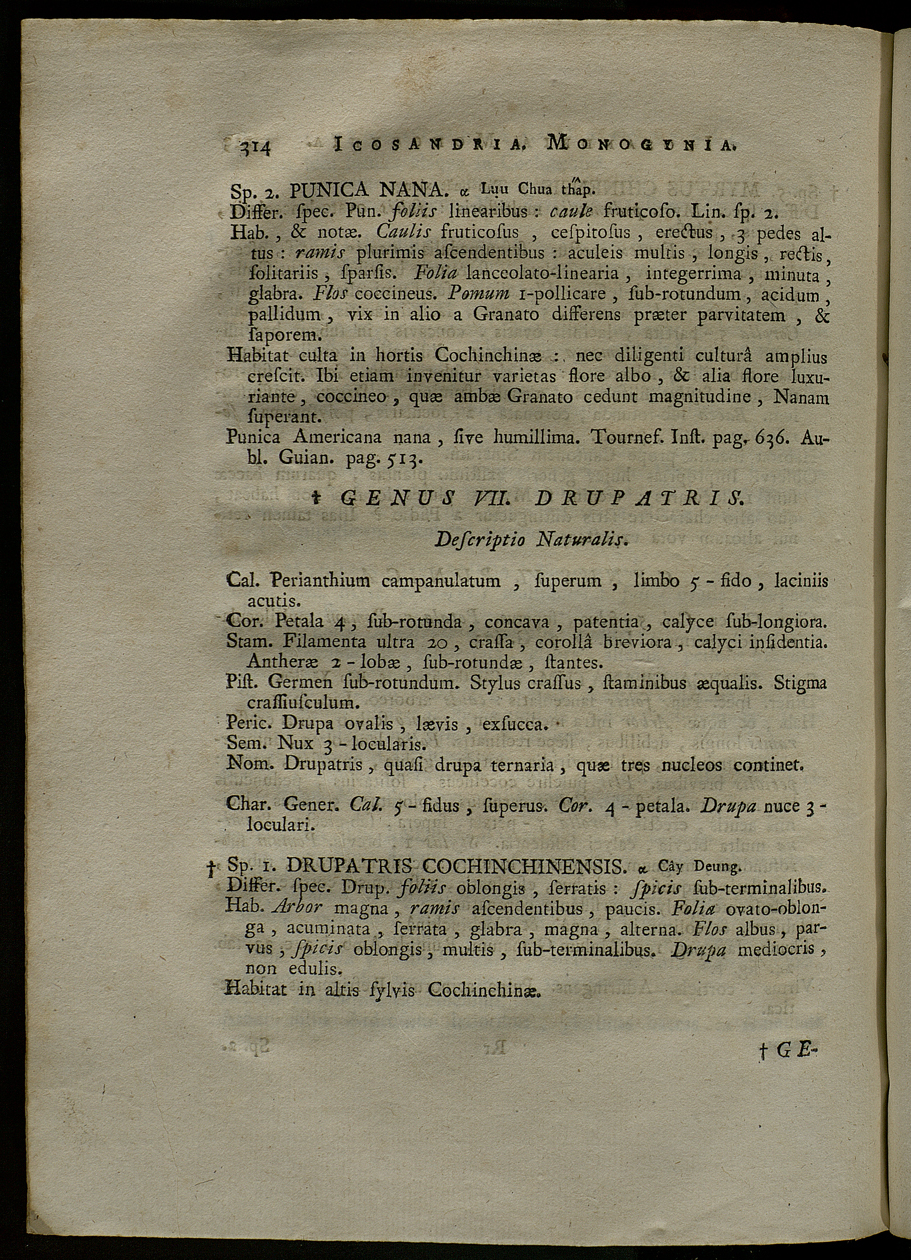 314 ICOSANDRIA. MONOGYNIA.
Sp. 2. PUNICA NANA. α Lựu Chua thấp.
Differ. ſpec. Pun. foliis linearibus : caule fruticoſo. Lin. ſp. 2.
Hab. , & notæ. Caulis fruticoſus , ceſpitoſus , erectus , 3 pedes al-
tus : ramis plurimis aſcendentibus : aculeis multis , longis , rectis,
ſolitariis , ſparſis. Folia lanceolato-linearia , integerrima , minuta ,
glabra. Flos coccineus. Pomum 1-pollicare , ſub-rotundum , acidum ,
pallidum , vix in alio a Granato differens præter parvitatem , &
ſaporem.
Habitat culta in hortis Cochinchinæ : nec diligenti culturâ amplius
creſcit. Ibi etiam invenitur varietas flore albo , & alia flore luxu-
riante , coccineo , quæ ambæ Granato cedunt magnitudine , Nanam
ſuperant.
Punica Americana nana , ſive humillima. Tournef. Inſt. pag. 636. Au-
bl. Guian. pag. 513.
† GENUS VII. DRUPATRIS.
Deſcriptio Naturalis.
Cal. Perianthium campanulatum , ſuperum , limbo 5 - fido , laciniis
acutis.
Cor. Petala 4 , ſub-rotunda , concava , patentia , calyce ſub-longiora.
Stam. Filamenta ultra 20 , craſſa , corollâ breviora , calyci inſidentia.
Antheræ 2 - lobæ , ſub-rotundæ , ſtantes.
Piſt. Germen ſub-rotundum. Stylus craſſus , ſtaminibus æqualis. Stigma
craſſiuſculum.
Peric. Drupa ovalis , lævis , exſucca.
Sem. Nux 3 - locularis.
Nom. Drupatris , quaſi drupa ternaria , quæ tres nucleos continet.
Char. Gener. Cal. 5 - fidus , ſuperus. Cor. 4 - petala. Drupa nuce 3 -
loculari.
† Sp. 1. DRUPATRIS COCHINCHINENSIS. α Cây Deung.
Differ. ſpec. Drup. foliis oblongis , ſerratis : ſpicis ſub-terminalibus.
Hab. Arbor magna , ramis aſcendentibus , paucis. Folia ovato-oblon-
ga , acuminata , ſerrata , glabra , magna , alterna. Flos albus , par-
vus , ſpicis oblongis , multis , ſub-terminalibus. Drupa mediocris ,
non edulis.
Habitat in altis ſylvis Cochinchinæ.
† GE-